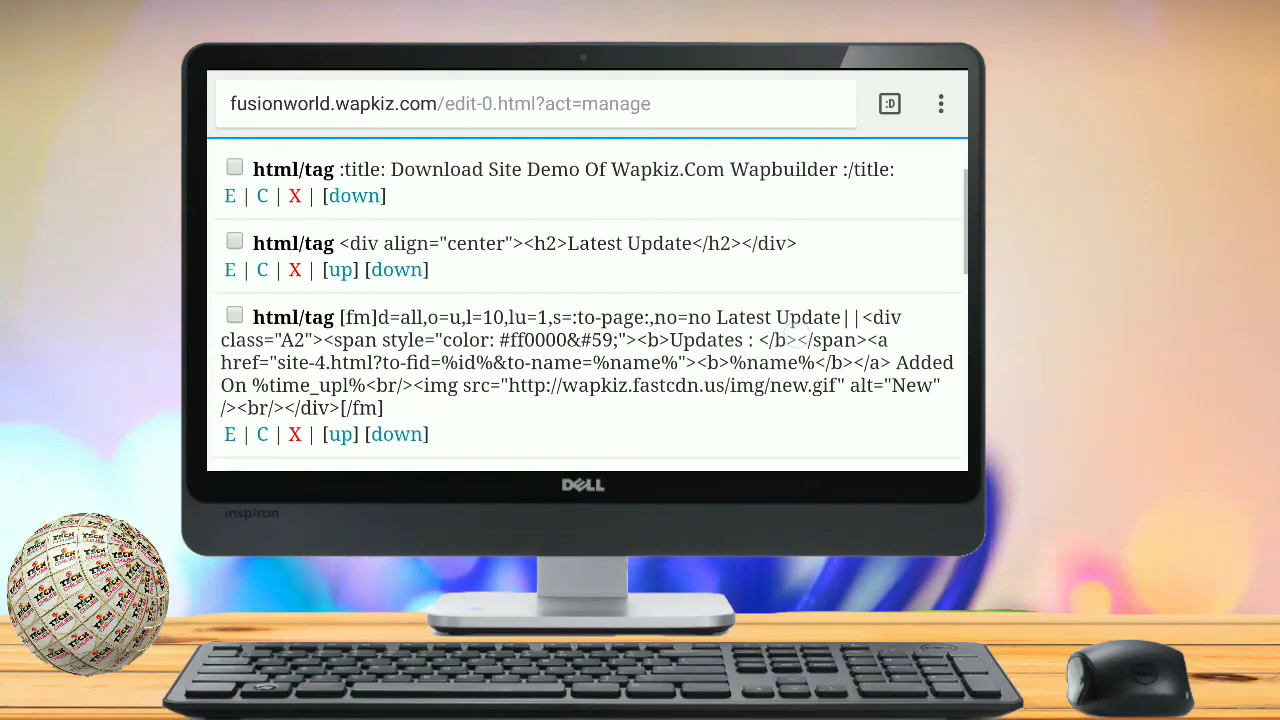 fusionworld.wapkiz.com/edit-0.html?act=manage
:D
html/tag :title: Download Site Demo Of Wapkiz.Com Wapbuilder :/title:
E | C | X | [down]
html/tag <div align="center"><h2>Latest Update</h2></div>
E | C | X | [up] [down]
html/tag [fm]d=all,o=u,l=10,lu=1,s=:to-page:,no=no Latest Update||<div
class="A2"><span style="color: #ff0000&#59;"><b>Updates : </b></span><a
href="site-4.html?to-fid=%id%&to-name=%name%"><b>%name%</b></a> Added
On %time_upl%<br/><img src="http://wapkiz.fastcdn.us/img/new.gif" alt="New"
/><br/></div>[/fm]
E | C | X | [up] [down]
DELL
inspiron